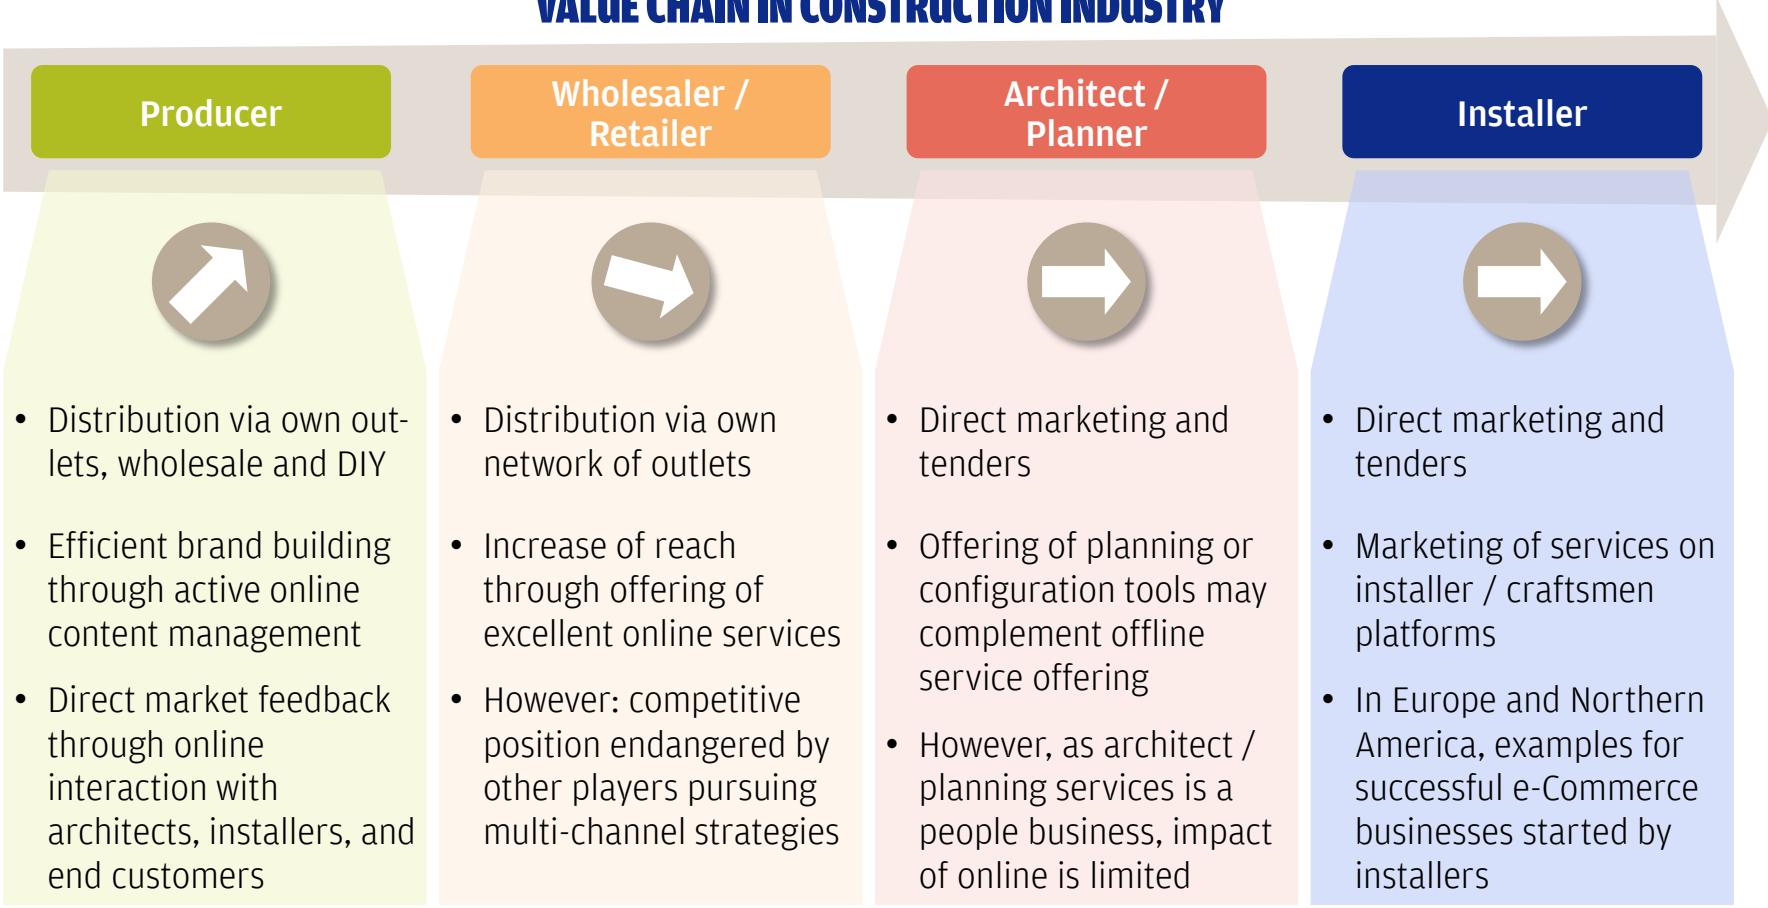 VALUE CHAIN IN CONSTRUCTION INDUSTRY
Producer
Wholesaler /
Retailer
Architect /
Planner
Installer
• Distribution via own out-
lets, wholesale and DIY
• Efficient brand building
through active online
content management
• Direct market feedback
through online
interaction with
architects, installers, and
end customers
• Distribution via own
network of outlets
• Increase of reach
through offering of
excellent online services
• However: competitive
position endangered by
other players pursuing
multi-channel strategies
• Direct marketing and
tenders
• Offering of planning or
configuration tools may
complement offline
service offering
• However, as architect /
planning services is a
people business, impact
of online is limited
• Direct marketing and
tenders
• Marketing of services on
installer / craftsmen
platforms
• In Europe and Northern
America, examples for
successful e-Commerce
businesses started by
installers